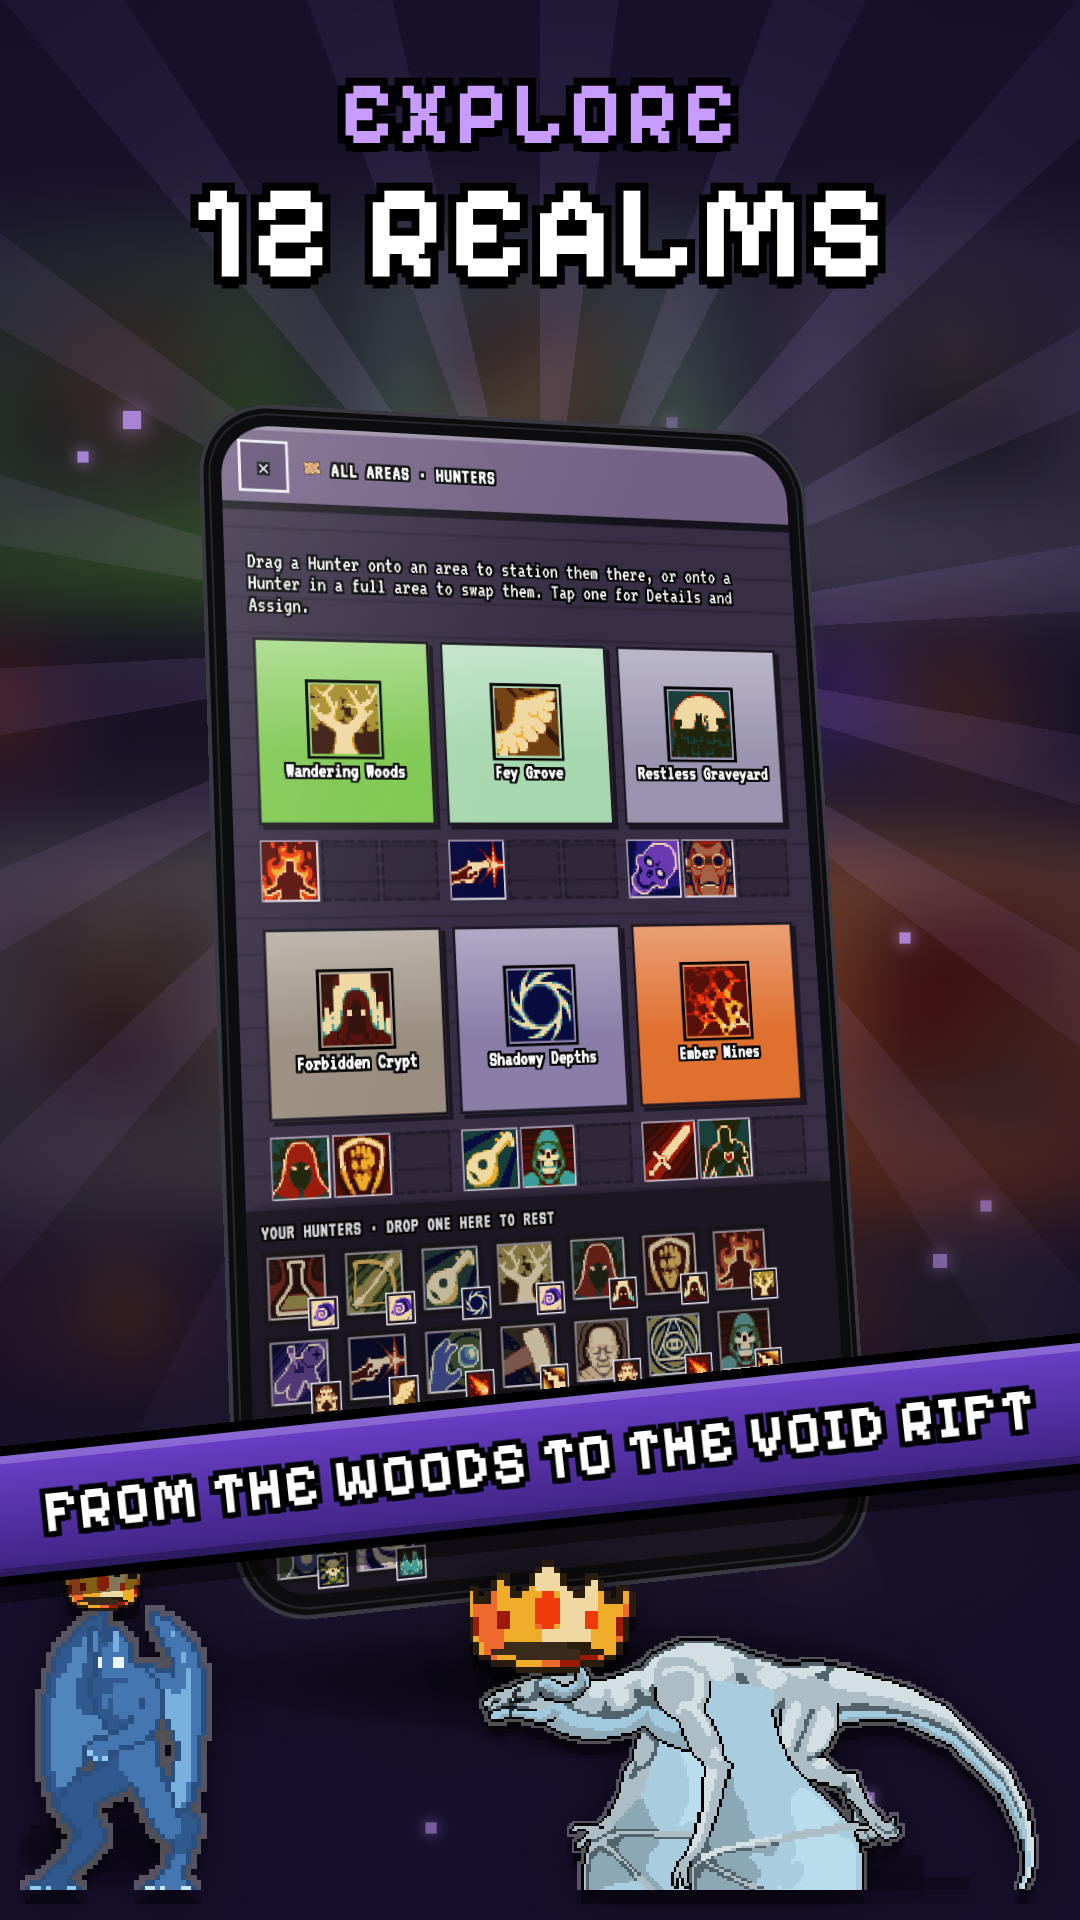 EXPLORE
12 REALMS
× ALL AREAS · HUNTERS
Drag a Hunter onto an area to station them there, or onto a
Hunter in a full area to swap them. Tap one for Details and
Assign.
Wandering Woods
Fey Grove
Restless Graveyard
Forbidden Crypt
Shadowy Depths
Ember Mines
YOUR HUNTERS · DROP ONE HERE TO REST
FROM THE WOODS TO THE VOID RIFT